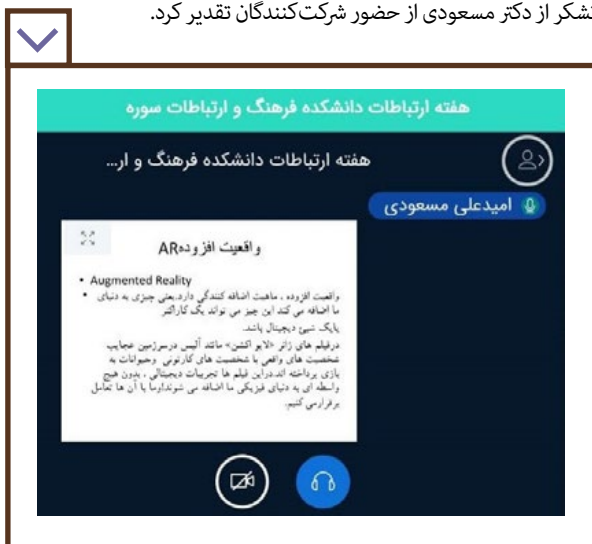 تشکر از دکتر مسعودی از حضور شرکت‌کنندگان تقدیر کرد.
هفته ارتباطات دانشکده فرهنگ و ارتباطات سوره
هفته ارتباطات دانشکده فرهنگ و ار...
امیدعلی مسعودی
واقعیت افزودهAR
• Augmented Reality
• واقعیت افزوده ، ماهیت اضافه کنندگی دارد.یعنی چیزی به دنیای
ما اضافه می کند این چیز می تواند یک کاراکتر
یایک شیئ دیجیتال باشد.
درفیلم های ژانر «لایو اکشن» مانند آلیس درسرزمین عجایب
شخصیت های واقعی با شخصیت های کارتونی وحیوانات به
بازی پرداخته اند.دراین فیلم ها تجربیات دیجیتالی ، بدون هیچ
واسطه ای به دنیای فیزیکی ما اضافه می شوندوما با آن ها تعامل
برقرارمی کنیم.